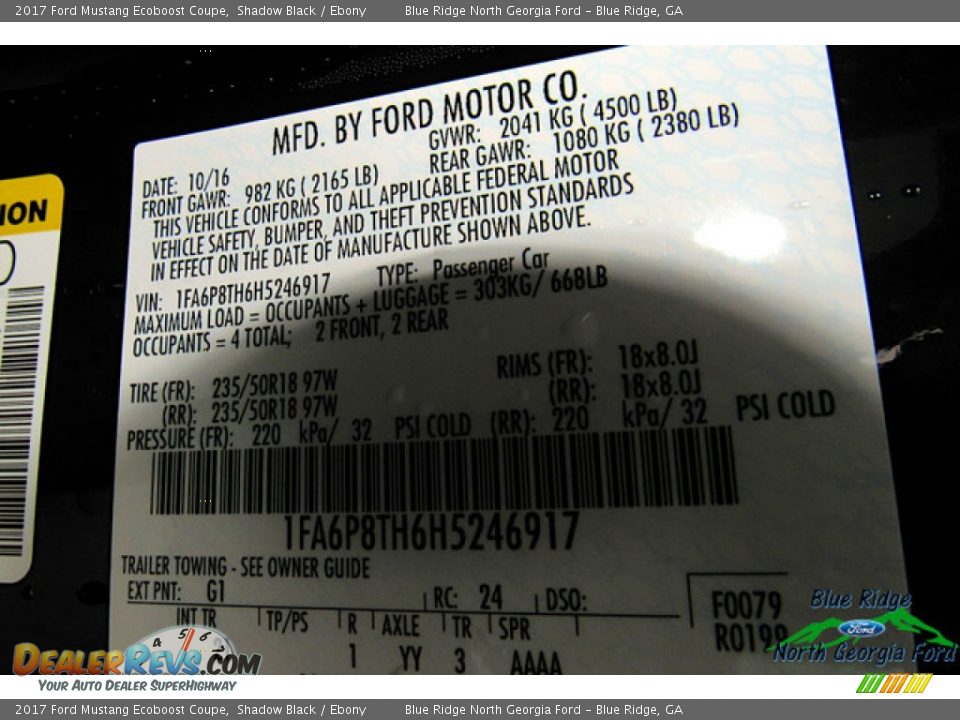 2017 Ford Mustang Ecoboost Coupe, Shadow Black / Ebony Blue Ridge North Georgia Ford - Blue Ridge, GA
MFD. BY FORD MOTOR CO.
DATE: 10/16 GVWR: 2041 KG ( 4500 LB)
FRONT GAWR: 982 KG ( 2165 LB) REAR GAWR: 1080 KG ( 2380 LB)
THIS VEHICLE CONFORMS TO ALL APPLICABLE FEDERAL MOTOR
VEHICLE SAFETY, BUMPER, AND THEFT PREVENTION STANDARDS
IN EFFECT ON THE DATE OF MANUFACTURE SHOWN ABOVE.
VIN: 1FA6P8TH6H5246917 TYPE: Passenger Car
MAXIMUM LOAD = OCCUPANTS + LUGGAGE = 303KG/ 668LB
OCCUPANTS = 4 TOTAL; 2 FRONT, 2 REAR
TIRE (FR): 235/50R18 97W RIMS (FR): 18x8.0J
(RR): 235/50R18 97W (RR): 18x8.0J
PRESSURE (FR): 220 kPa/ 32 PSI COLD (RR): 220 kPa/ 32 PSI COLD
1FA6P8TH6H5246917
TRAILER TOWING - SEE OWNER GUIDE
EXT PNT: G1 RC: 24 DSO: F0079
INT TR TP/PS R AXLE TR SPR R0199
1 YY 3 AAAA
ION
Blue Ridge
Ford
North Georgia Ford
4 5 6
DEALERREVS.COM
YOUR AUTO DEALER SUPERHIGHWAY
2017 Ford Mustang Ecoboost Coupe, Shadow Black / Ebony Blue Ridge North Georgia Ford - Blue Ridge, GA